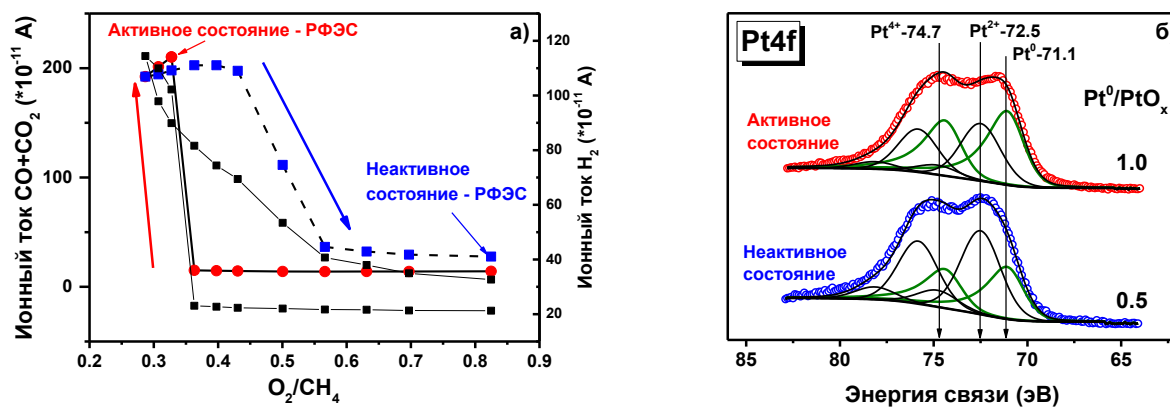 Активное состояние - РФЭС
а)
Неактивное
состояние - РФЭС
Ионный ток CO+CO2 (*10-11 А)
200
100
0
Ионный ток H2 (*10-11 А)
120
100
80
60
40
20
0.2 0.3 0.4 0.5 0.6 0.7 0.8 0.9
O2/CH4
Pt4f
Pt4+-74.7
Pt2+-72.5
Pt0-71.1
б
Pt0/PtOx
Активное
состояние
1.0
Неактивное
состояние
0.5
85 80 75 70 65
Энергия связи (эВ)